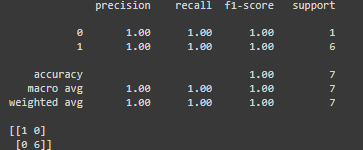 precision recall f1-score support
0 1.00 1.00 1.00 1
1 1.00 1.00 1.00 6
accuracy 1.00 7
macro avg 1.00 1.00 1.00 7
weighted avg 1.00 1.00 1.00 7
[[1 0]
[0 6]]